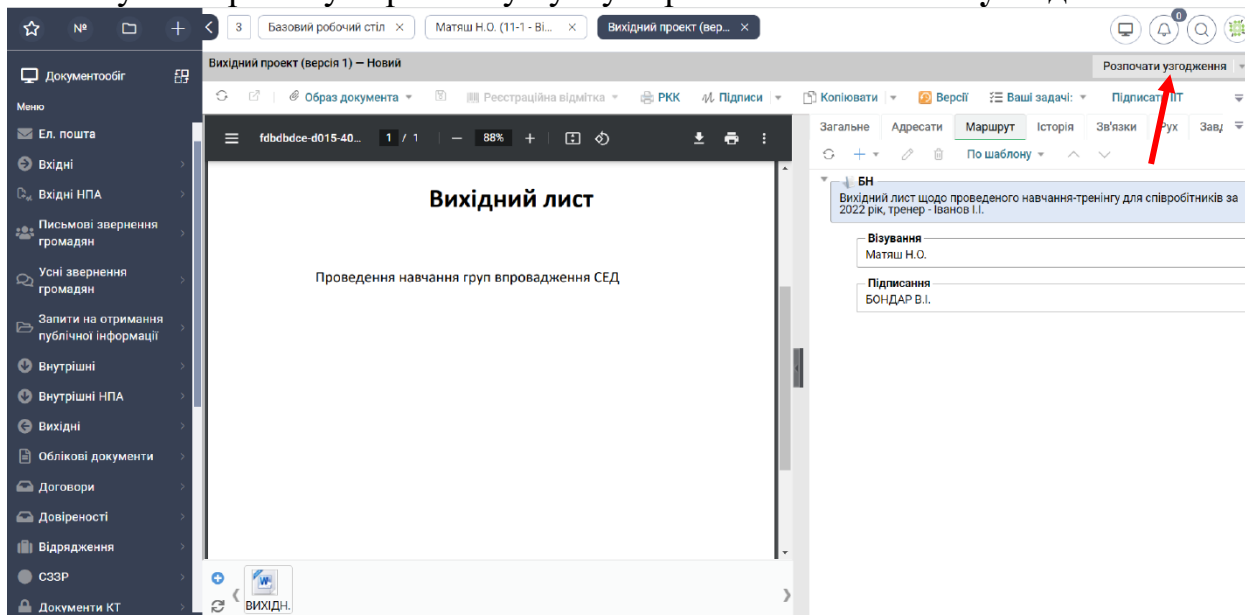 №
3
Базовий робочий стіл ×
Матяш Н.О. (11-1 - Ві... ×
Вихідний проект (вер... ×
0
Документообіг
Меню
Ел. пошта
Вхідні
Вхідні НПА
Письмові звернення
громадян
Усні звернення
громадян
Запити на отримання
публічної інформації
Внутрішні
Внутрішні НПА
Вихідні
Облікові документи
Договори
Довіреності
Відрядження
СЗЗР
Документи КТ
Вихідний проект (версія 1) — Новий
Розпочати узгодження
Образ документа
Реєстраційна відмітка
РКК
Підписи
Копіювати
Версії
Ваші задачі:
fdbdbdce-d015-40... 1 / 1 — 88% +
Вихідний лист
Проведення навчання груп впровадження СЕД
ВИХІДН.
Загальне Адресати Маршрут Історія Зв'язки Рух
По шаблону
БН
Вихідний лист щодо проведеного навчання-тренінгу для співробітників за
2022 рік, тренер - Іванов І.І.
Візування
Матяш Н.О.
Підписання
БОНДАР В.І.